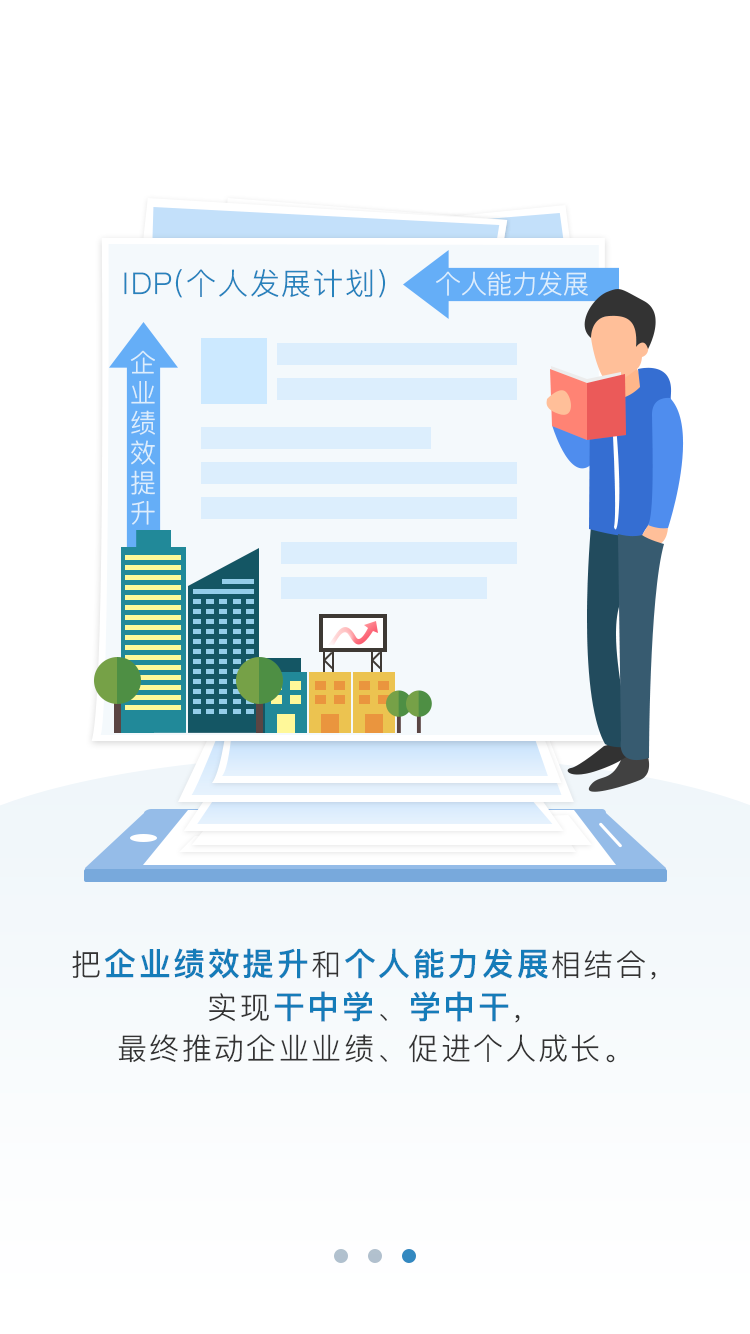 IDP(个人发展计划)
个人能力发展
企业绩效提升
把企业绩效提升和个人能力发展相结合，
实现干中学、学中干，
最终推动企业业绩、促进个人成长。